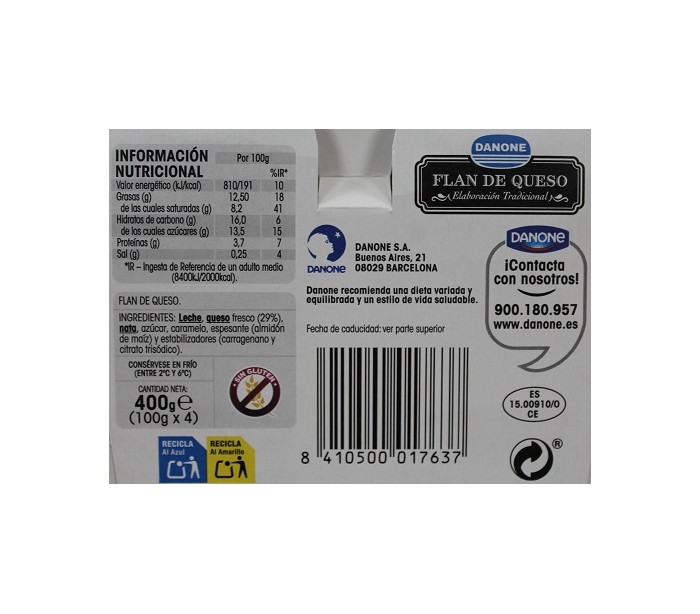 INFORMACIÓN
NUTRICIONAL
Por 100g
%IR*
Valor energético (kJ/kcal) 810/191 10
Grasas (g) 12,50 18
de las cuales saturadas (g) 8,2 41
Hidratos de carbono (g) 16,0 6
de los cuales azúcares (g) 13,5 15
Proteínas (g) 3,7 7
Sal (g) 0,25 4
*IR – Ingesta de Referencia de un adulto medio
(8400kJ/2000kcal).
FLAN DE QUESO.
INGREDIENTES: Leche, queso fresco (29%),
nata, azúcar, caramelo, espesante (almidón
de maíz) y estabilizadores (carragenano y
citrato trisódico).
CONSÉRVESE EN FRÍO
(ENTRE 2ºC Y 6ºC)
CANTIDAD NETA:
400g℮
(100g x 4)
SIN GLUTEN
RECICLA
Al Azul
RECICLA
Al Amarillo
DANONE
DANONE S.A.
Buenos Aires, 21
08029 BARCELONA
Danone recomienda una dieta variada y
equilibrada y un estilo de vida saludable.
Fecha de caducidad: ver parte superior
8 410500 017637
DANONE
FLAN DE QUESO
Elaboración Tradicional
DANONE
¡Contacta
con nosotros!
900.180.957
www.danone.es
ES
15.00910/O
CE
®